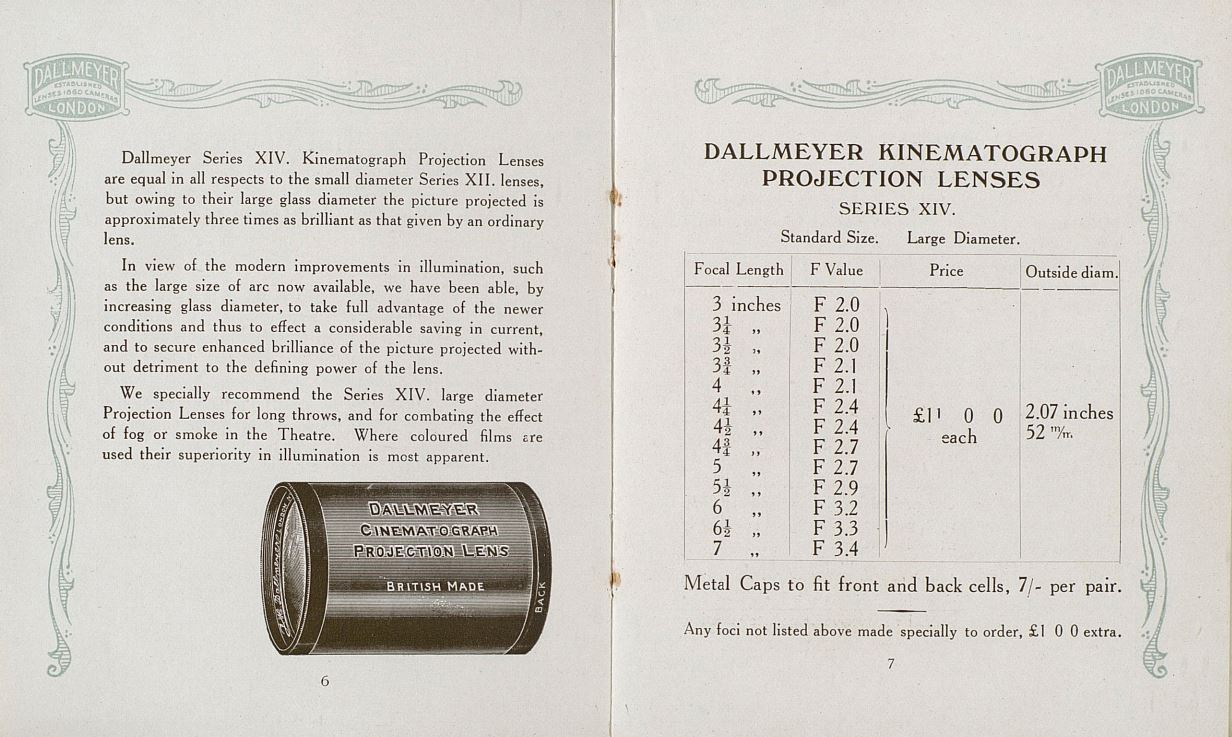 DALLMEYER
ESTABLISHED
LENSES 1860 CAMERAS
LONDON
Dallmeyer Series XIV. Kinematograph Projection Lenses
are equal in all respects to the small diameter Series XII. lenses,
but owing to their large glass diameter the picture projected is
approximately three times as brilliant as that given by an ordinary
lens.
In view of the modern improvements in illumination, such
as the large size of arc now available, we have been able, by
increasing glass diameter, to take full advantage of the newer
conditions and thus to effect a considerable saving in current,
and to secure enhanced brilliance of the picture projected with-
out detriment to the defining power of the lens.
We specially recommend the Series XIV. large diameter
Projection Lenses for long throws, and for combating the effect
of fog or smoke in the Theatre. Where coloured films are
used their superiority in illumination is most apparent.
DALLMEYER
CINEMATOGRAPH
PROJECTION LENS
BRITISH MADE
BACK
6
DALLMEYER
ESTABLISHED
LENSES 1860 CAMERAS
LONDON
DALLMEYER KINEMATOGRAPH
PROJECTION LENSES
SERIES XIV.
Standard Size. Large Diameter.
Focal Length F Value Price Outside diam.
3 inches F 2.0
3¼ ,, F 2.0
3½ ,, F 2.0
3¾ ,, F 2.1
4 ,, F 2.1
4¼ ,, F 2.4 £11 0 0 2.07 inches
4½ ,, F 2.4 each 52 m/m.
4¾ ,, F 2.7
5 ,, F 2.7
5½ ,, F 2.9
6 ,, F 3.2
6½ ,, F 3.3
7 ,, F 3.4
Metal Caps to fit front and back cells, 7/- per pair.
Any foci not listed above made specially to order, £1 0 0 extra.
7